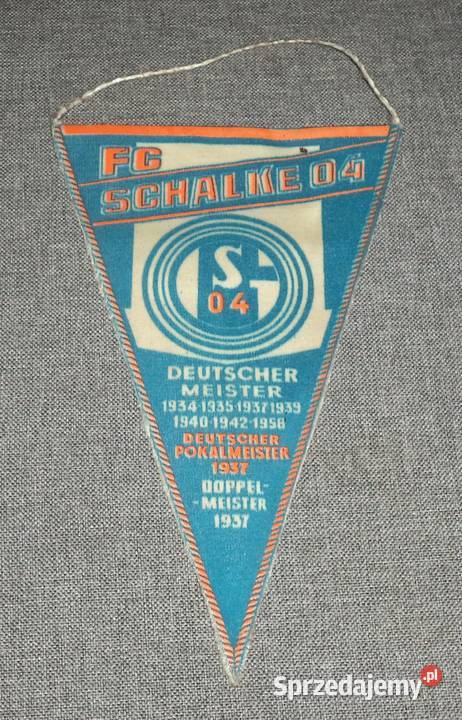 FC
SCHALKE 04
S
04
DEUTSCHER
MEISTER
1934-1935-1937 1939
1940-1942-1958
DEUTSCHER
POKALMEISTER
1937
DOPPEL-
-MEISTER
1937
Sprzedajemy.pl